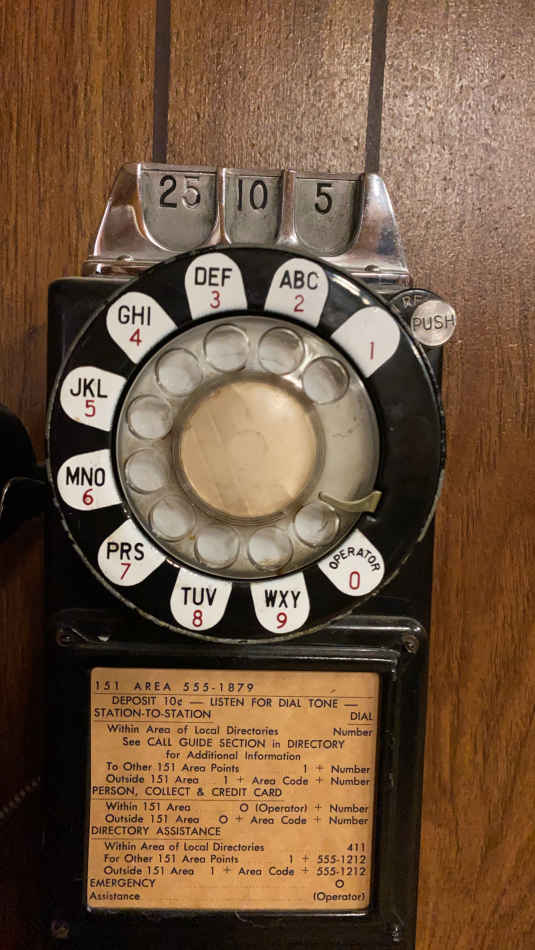 25 10 5
PUSH
ABC
2
DEF
3
1
GHI
4
JKL
5
MNO
6
PRS
7
TUV
8
WXY
9
OPERATOR
0
151 AREA 555-1879
DEPOSIT 10¢ — LISTEN FOR DIAL TONE —
STATION-TO-STATION DIAL
Within Area of Local Directories Number
See CALL GUIDE SECTION in DIRECTORY
for Additional Information
To Other 151 Area Points 1 + Number
Outside 151 Area 1 + Area Code + Number
PERSON, COLLECT & CREDIT CARD
Within 151 Area O (Operator) + Number
Outside 151 Area O + Area Code + Number
DIRECTORY ASSISTANCE
Within Area of Local Directories 411
For Other 151 Area Points 1 + 555-1212
Outside 151 Area 1 + Area Code + 555-1212
EMERGENCY O
Assistance (Operator)